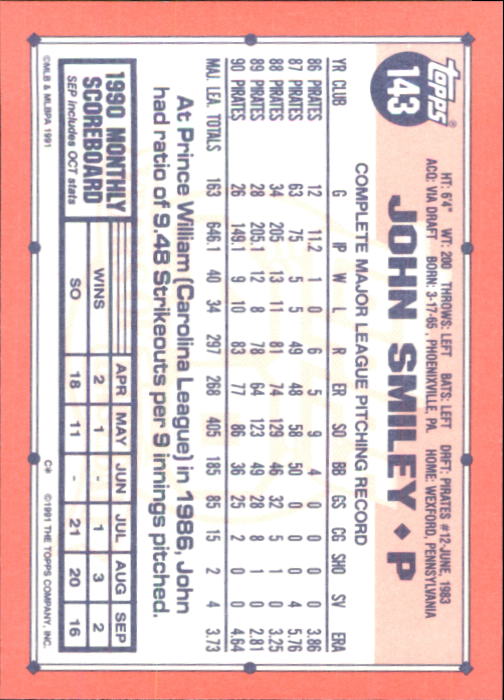 Topps®
143
HT: 6'4" WT: 200 THROWS: LEFT BATS: LEFT DRFT: PIRATES #12-JUNE, 1983
ACQ: VIA DRAFT BORN: 3-17-65, PHOENIXVILLE, PA. HOME: WEXFORD, PENNSYLVANIA
JOHN SMILEY ♦ P
COMPLETE MAJOR LEAGUE PITCHING RECORD
YR CLUB G IP W L R ER SO BB GS CG SHO SV ERA
86 PIRATES 12 11.2 1 0 6 5 9 4 0 0 0 0 3.86
87 PIRATES 63 75 5 5 49 48 58 50 0 0 0 4 5.76
88 PIRATES 34 205 13 11 81 74 129 46 32 5 1 0 3.25
89 PIRATES 28 205.1 12 8 78 64 123 49 28 8 1 0 2.81
90 PIRATES 26 149.1 9 10 83 77 86 36 25 2 0 0 4.64
MAJ. LEA. TOTALS 163 646.1 40 34 297 268 405 185 85 15 2 4 3.73
At Prince William (Carolina League) in 1986, John
had ratio of 9.48 Strikeouts per 9 innings pitched.
1990 MONTHLY
SCOREBOARD
SEP includes OCT stats
APR MAY JUN JUL AUG SEP
WINS 2 1 - 1 3 2
SO 18 11 - 21 20 16
©MLB & MLBPA 1991 C* ©1991 THE TOPPS COMPANY, INC.